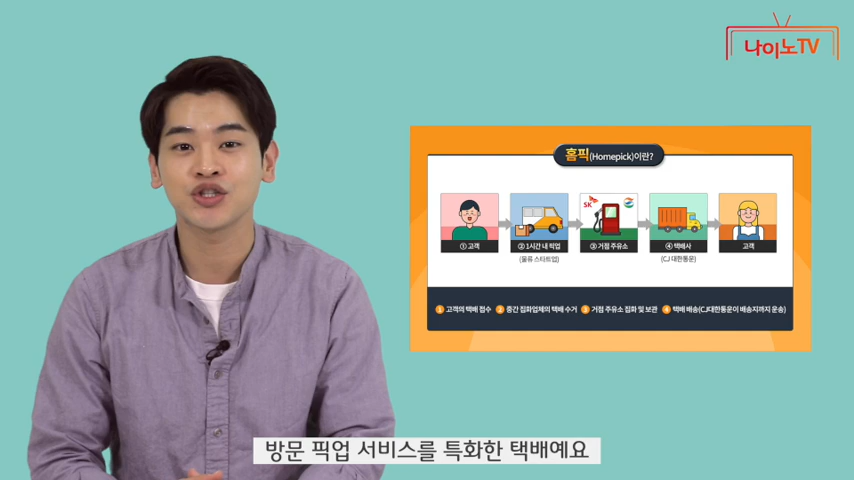 나이노TV
홈픽(Homepick)이란?
SK
① 고객
② 1시간 내 픽업
③ 거점 주유소
④ 택배사
고객
(물류 스타트업)
(CJ 대한통운)
1 고객의 택배 접수 2 중간 집화업체의 택배 수거 3 거점 주유소 집화 및 보관 4 택배 배송(CJ대한통운이 배송지까지 운송)
방문 픽업 서비스를 특화한 택배예요